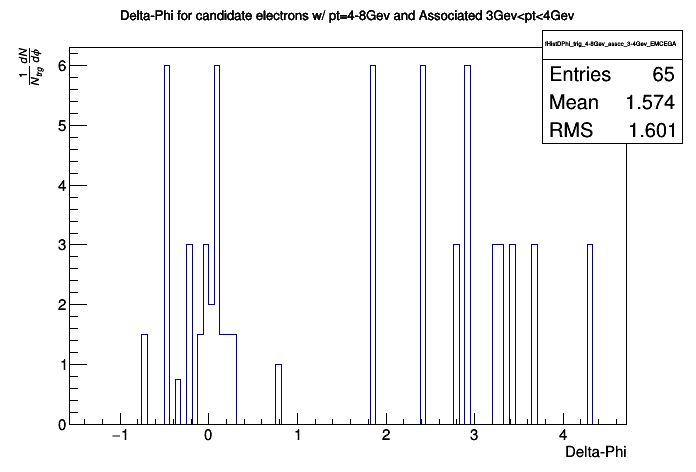 Delta-Phi for candidate electrons w/ pt=4-8Gev and Associated 3Gev<pt<4Gev
fHistDPhi_trig_4-8Gev_assoc_3-4Gev_EMCEGA
Entries 65
Mean 1.574
RMS 1.601
1/N_trg dN/dϕ
6
5
4
3
2
1
0
−1 0 1 2 3 4
Delta-Phi